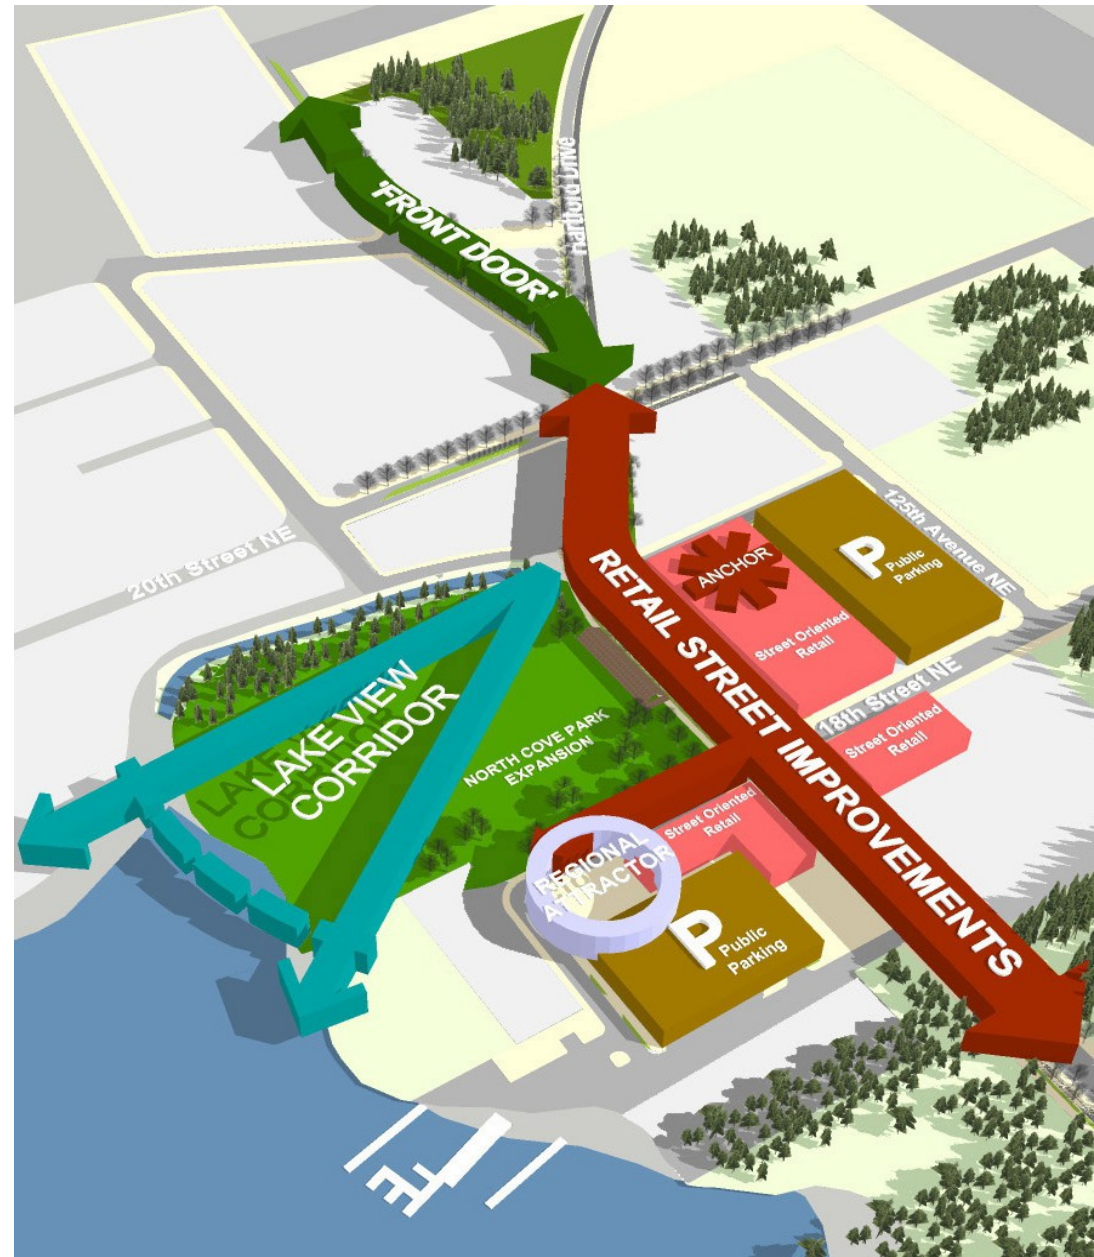 Hartford Drive
'FRONT DOOR'
125th Avenue NE
20th Street NE
P
Public
Parking
ANCHOR
Street Oriented
Retail
RETAIL STREET IMPROVEMENTS
18th Street NE
Street Oriented
Retail
LAKE VIEW
CORRIDOR
NORTH COVE PARK
EXPANSION
Street Oriented
Retail
REGIONAL
ATTRACTOR
P
Public
Parking